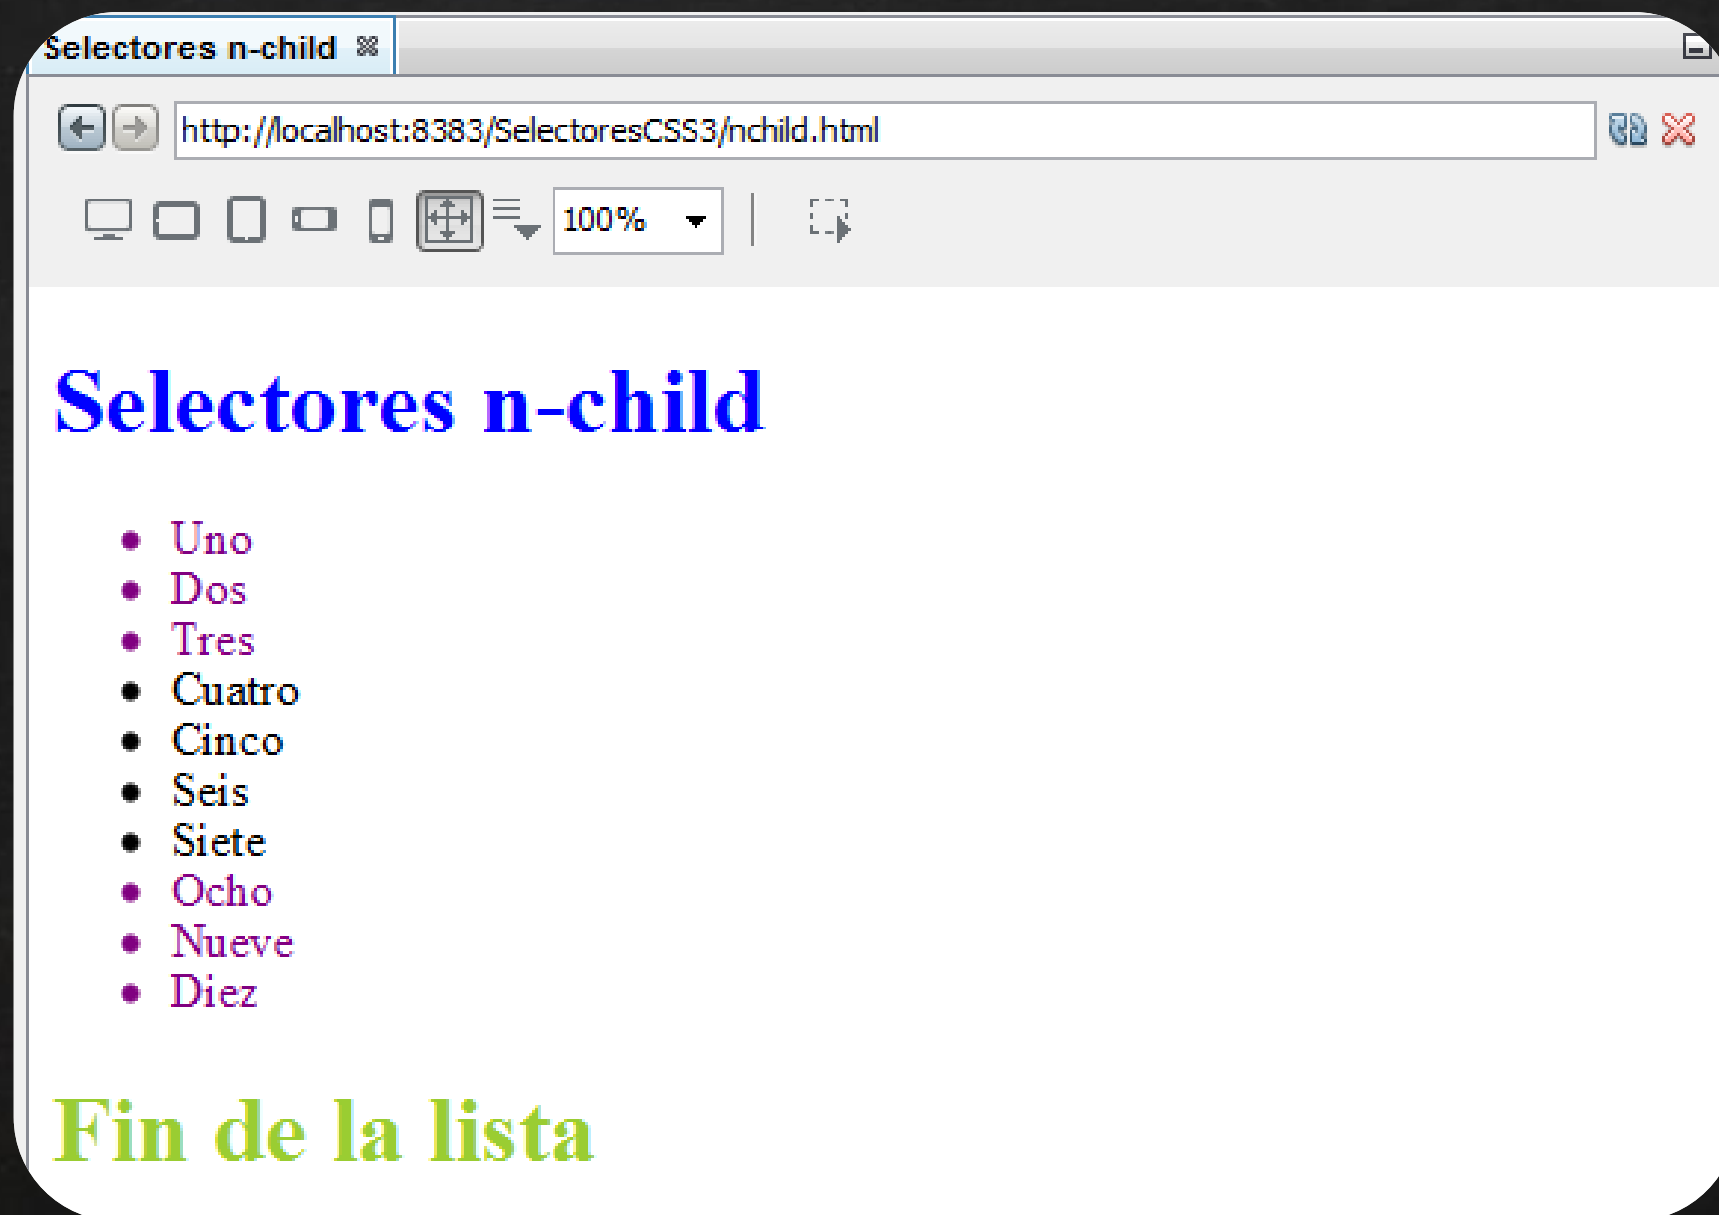 Selectores n-child
http://localhost:8383/SelectoresCSS3/nchild.html
100%
Selectores n-child
Uno
Dos
Tres
Cuatro
Cinco
Seis
Siete
Ocho
Nueve
Diez
Fin de la lista